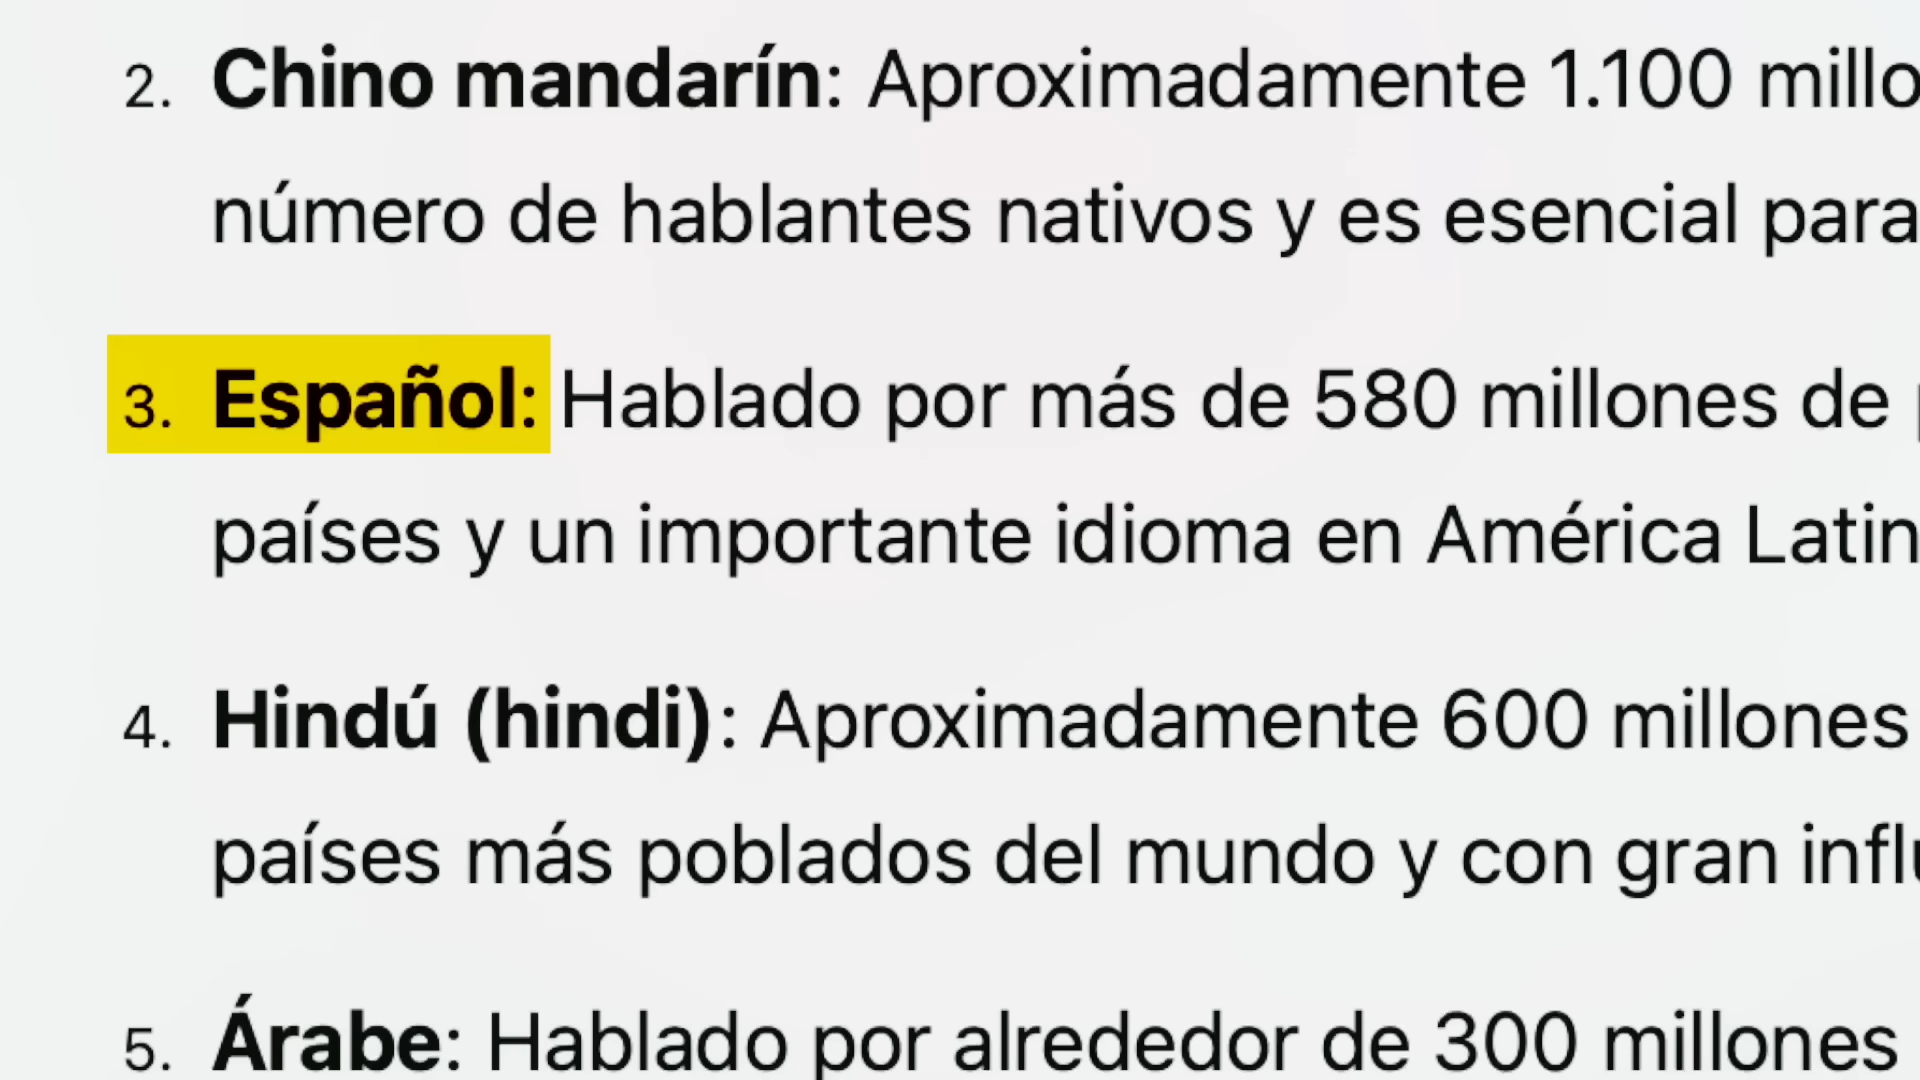 2. Chino mandarín: Aproximadamente 1.100
número de hablantes nativos y es esencial para
3. Español: Hablado por más de 580 millones de
países y un importante idioma en América
4. Hindú (hindi): Aproximadamente 600 millones
países más poblados del mundo y con gran
5. Árabe: Hablado por alrededor de 300 millones